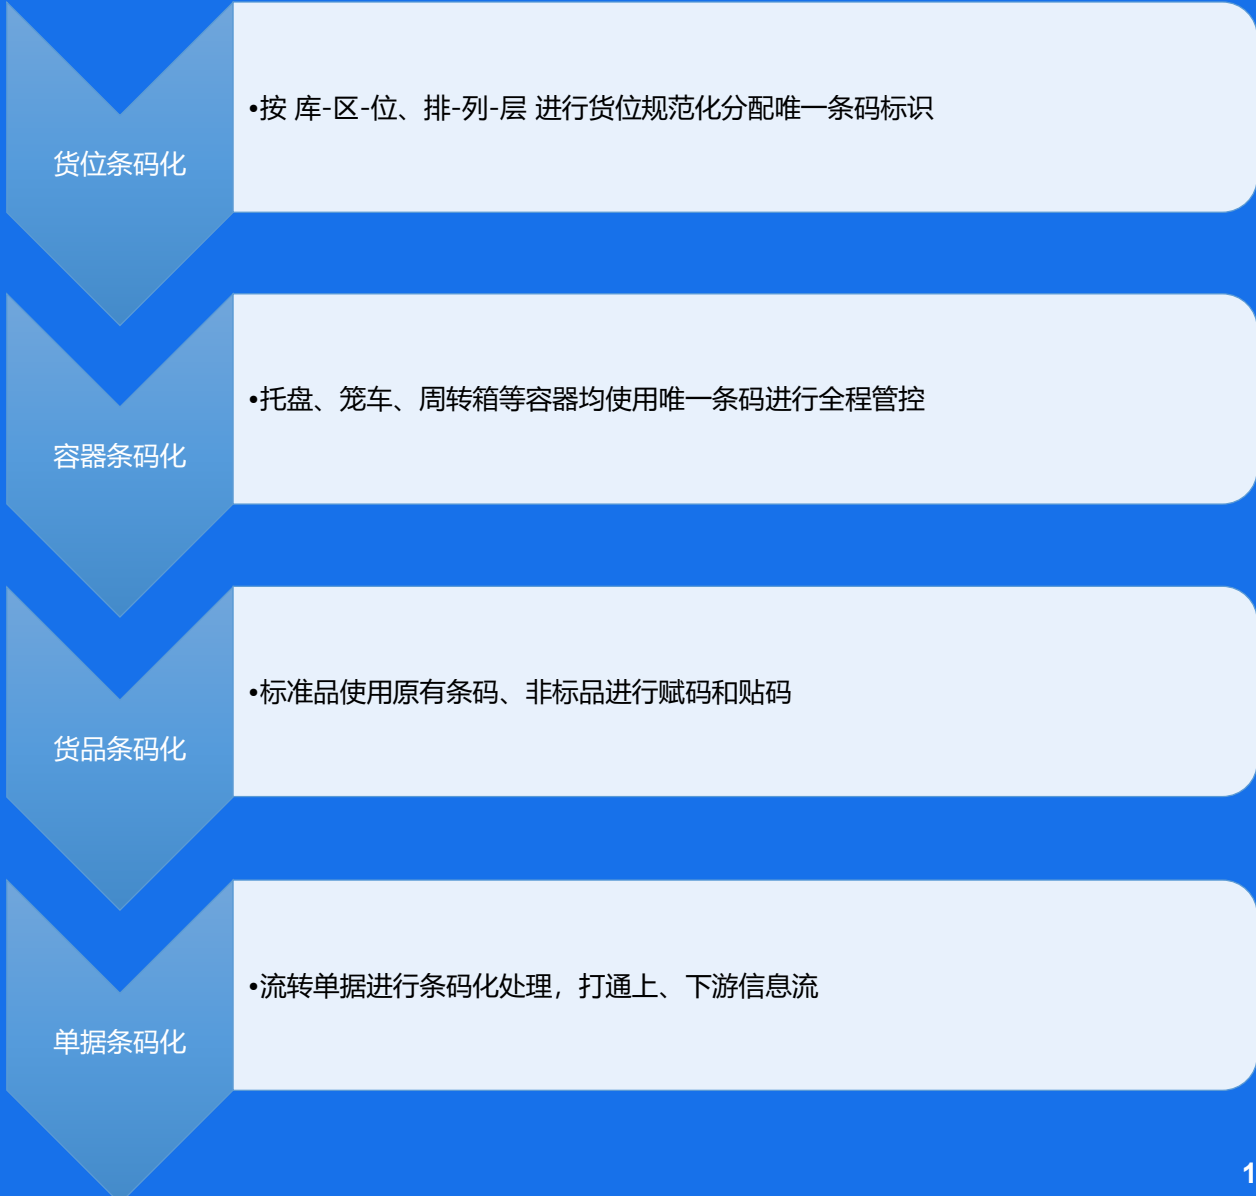 •按 库-区-位、排-列-层 进行货位规范化分配唯一条码标识
货位条码化
•托盘、笼车、周转箱等容器均使用唯一条码进行全程管控
容器条码化
•标准品使用原有条码、非标品进行赋码和贴码
货品条码化
•流转单据进行条码化处理，打通上、下游信息流
单据条码化
1